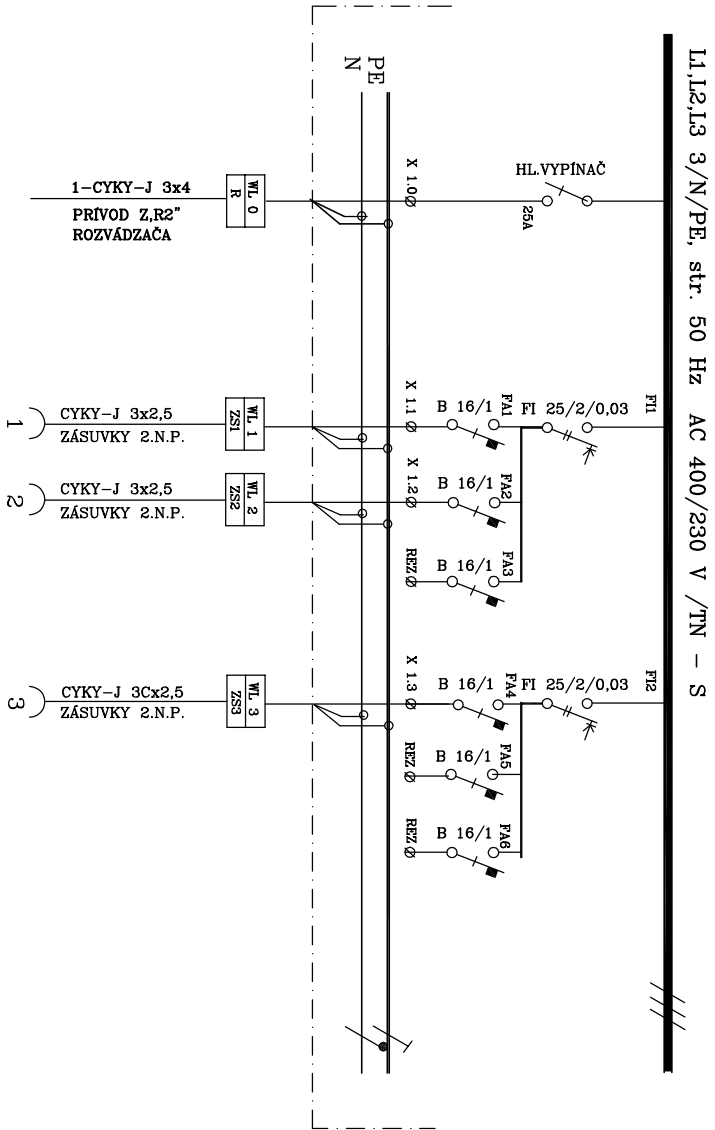 L1,L2,L3 3/N/PE, str. 50 Hz AC 400/230 V /TN - S
PE
N
HL.VYPÍNAČ
25A
X 1.0
WL 0
R
1-CYKY-J 3x4
PRÍVOD Z,R2"
ROZVÁDZAČA
FI1
FI 25/2/0,03
FA1
B 16/1
X 1.1
WL 1
ZS1
CYKY-J 3x2,5
ZÁSUVKY 2.N.P.
1
FA2
B 16/1
X 1.2
WL 2
ZS2
CYKY-J 3x2,5
ZÁSUVKY 2.N.P.
2
FA3
B 16/1
REZ
FI2
FI 25/2/0,03
FA4
B 16/1
X 1.3
WL 3
ZS3
CYKY-J 3Cx2,5
ZÁSUVKY 2.N.P.
3
FA5
B 16/1
REZ
FA6
B 16/1
REZ